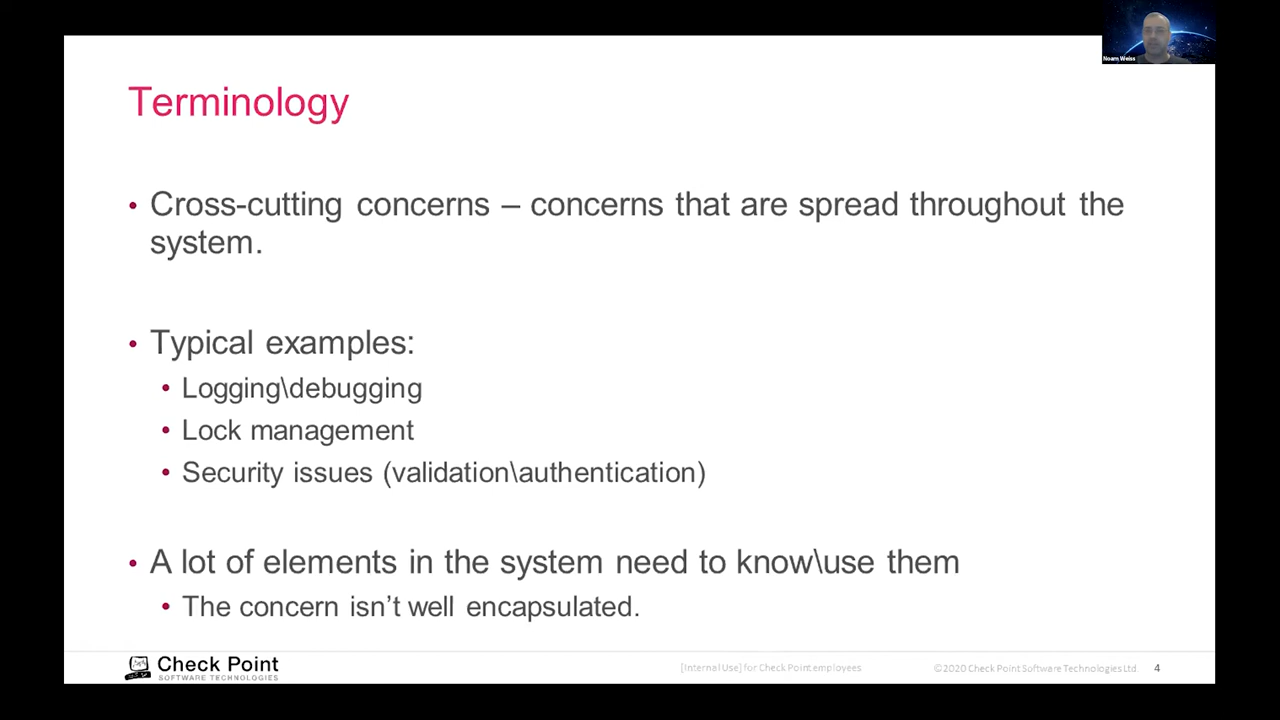 Noam Weiss
Terminology
• Cross-cutting concerns – concerns that are spread throughout the
system.
• Typical examples:
• Logging\debugging
• Lock management
• Security issues (validation\authentication)
• A lot of elements in the system need to know\use them
• The concern isn’t well encapsulated.
Check Point
SOFTWARE TECHNOLOGIES
[Internal Use] for Check Point employees
©2020 Check Point Software Technologies Ltd.
4